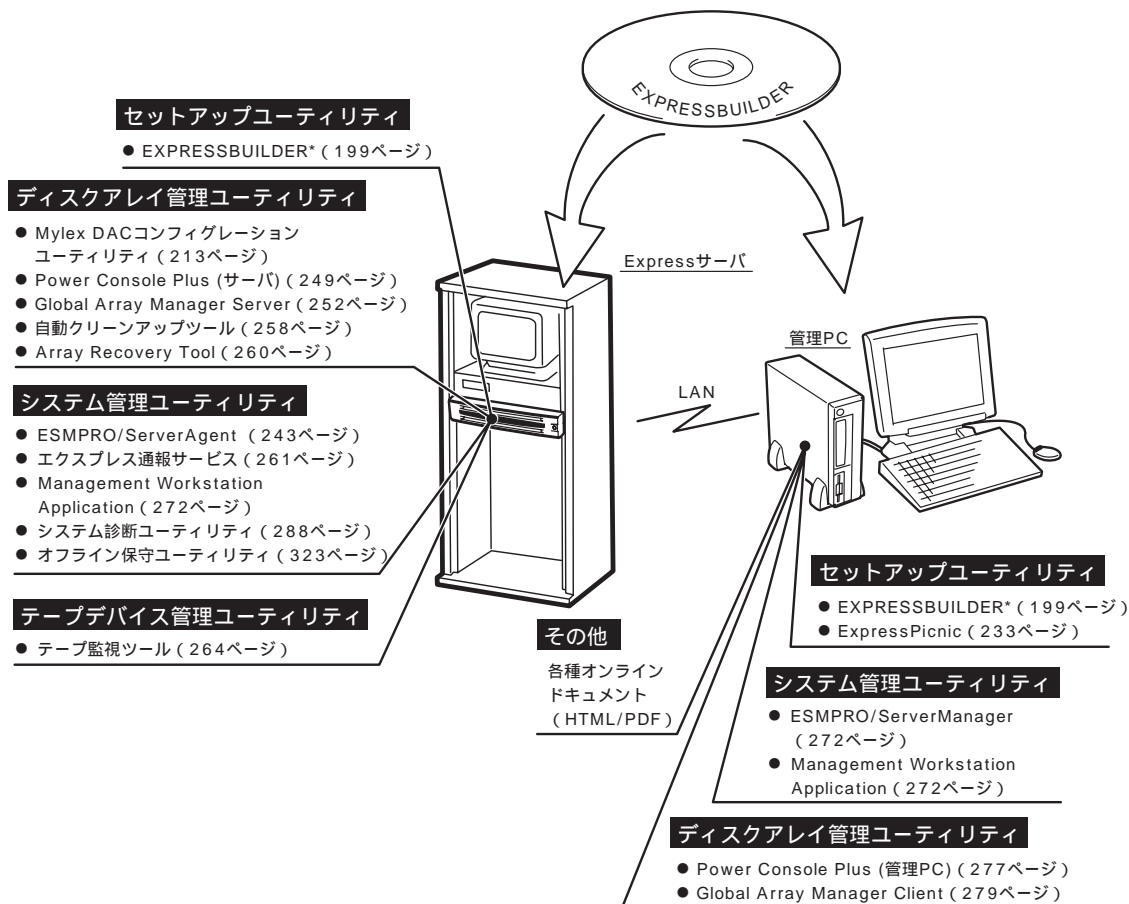 EXPRESSBUILDER
セットアップユーティリティ
● EXPRESSBUILDER*（199ページ）
ディスクアレイ管理ユーティリティ
● Mylex DACコンフィグレーション
ユーティリティ（213ページ）
● Power Console Plus (サーバ)（249ページ）
● Global Array Manager Server（252ページ）
● 自動クリーンアップツール（258ページ）
● Array Recovery Tool（260ページ）
システム管理ユーティリティ
● ESMPRO/ServerAgent （243ページ）
● エクスプレス通報サービス（261ページ）
● Management Workstation
Application（272ページ）
● システム診断ユーティリティ（288ページ）
● オフライン保守ユーティリティ（323ページ）
テープデバイス管理ユーティリティ
● テープ監視ツール（264ページ）
Expressサーバ
LAN
管理PC
その他
各種オンライン
ドキュメント
（HTML/PDF）
セットアップユーティリティ
● EXPRESSBUILDER*（199ページ）
● ExpressPicnic（233ページ）
システム管理ユーティリティ
● ESMPRO/ServerManager
（272ページ）
● Management Workstation
Application（272ページ）
ディスクアレイ管理ユーティリティ
● Power Console Plus (管理PC)（277ページ）
● Global Array Manager Client（279ページ）